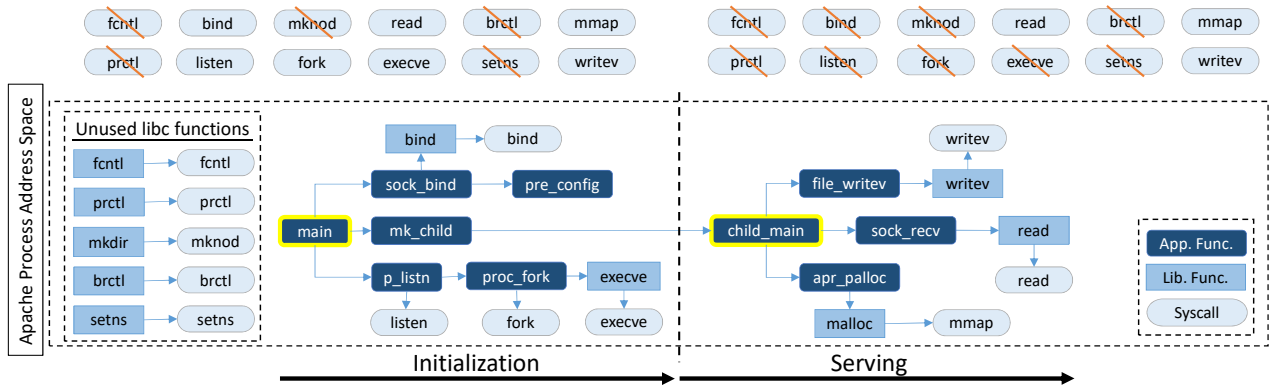 fcntl bind mknod read brctl mmap fcntl bind mknod read brctl mmap
prctl listen fork execve setns writev prctl listen fork execve setns writev
Apache Process Address Space
Unused libc functions
fcntl fcntl
prctl prctl
mkdir mknod
brctl brctl
setns setns
bind bind
sock_bind pre_config
main mk_child
p_listn proc_fork execve
listen fork execve
writev
file_writev writev
child_main sock_recv read
apr_palloc read
malloc mmap
App. Func.
Lib. Func.
Syscall
Initialization Serving